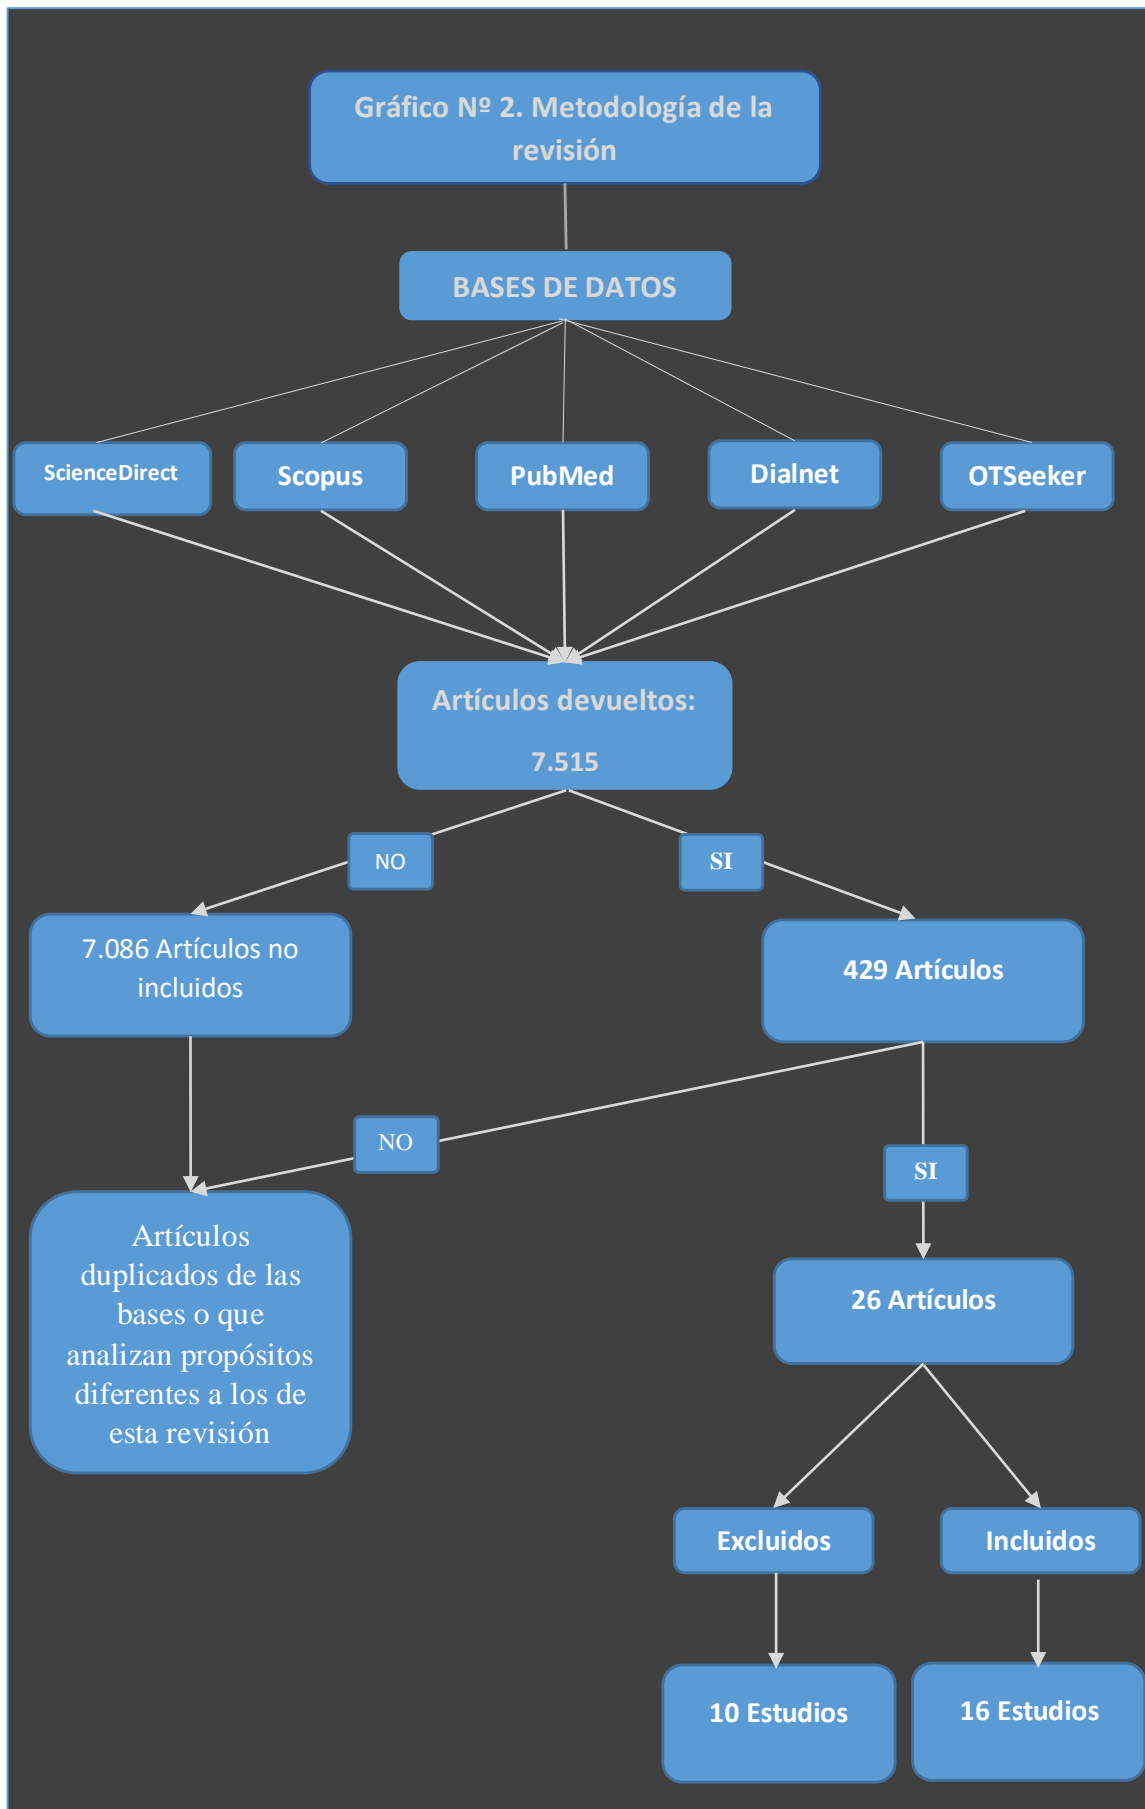 Gráfico Nº 2. Metodología de la
revisión
BASES DE DATOS
ScienceDirect
Scopus
PubMed
Dialnet
OTSeeker
Artículos devueltos:
7.515
NO
SI
7.086 Artículos no
incluidos
429 Artículos
NO
SI
Artículos
duplicados de las
bases o que
analizan propósitos
diferentes a los de
esta revisión
26 Artículos
Excluidos
Incluidos
10 Estudios
16 Estudios